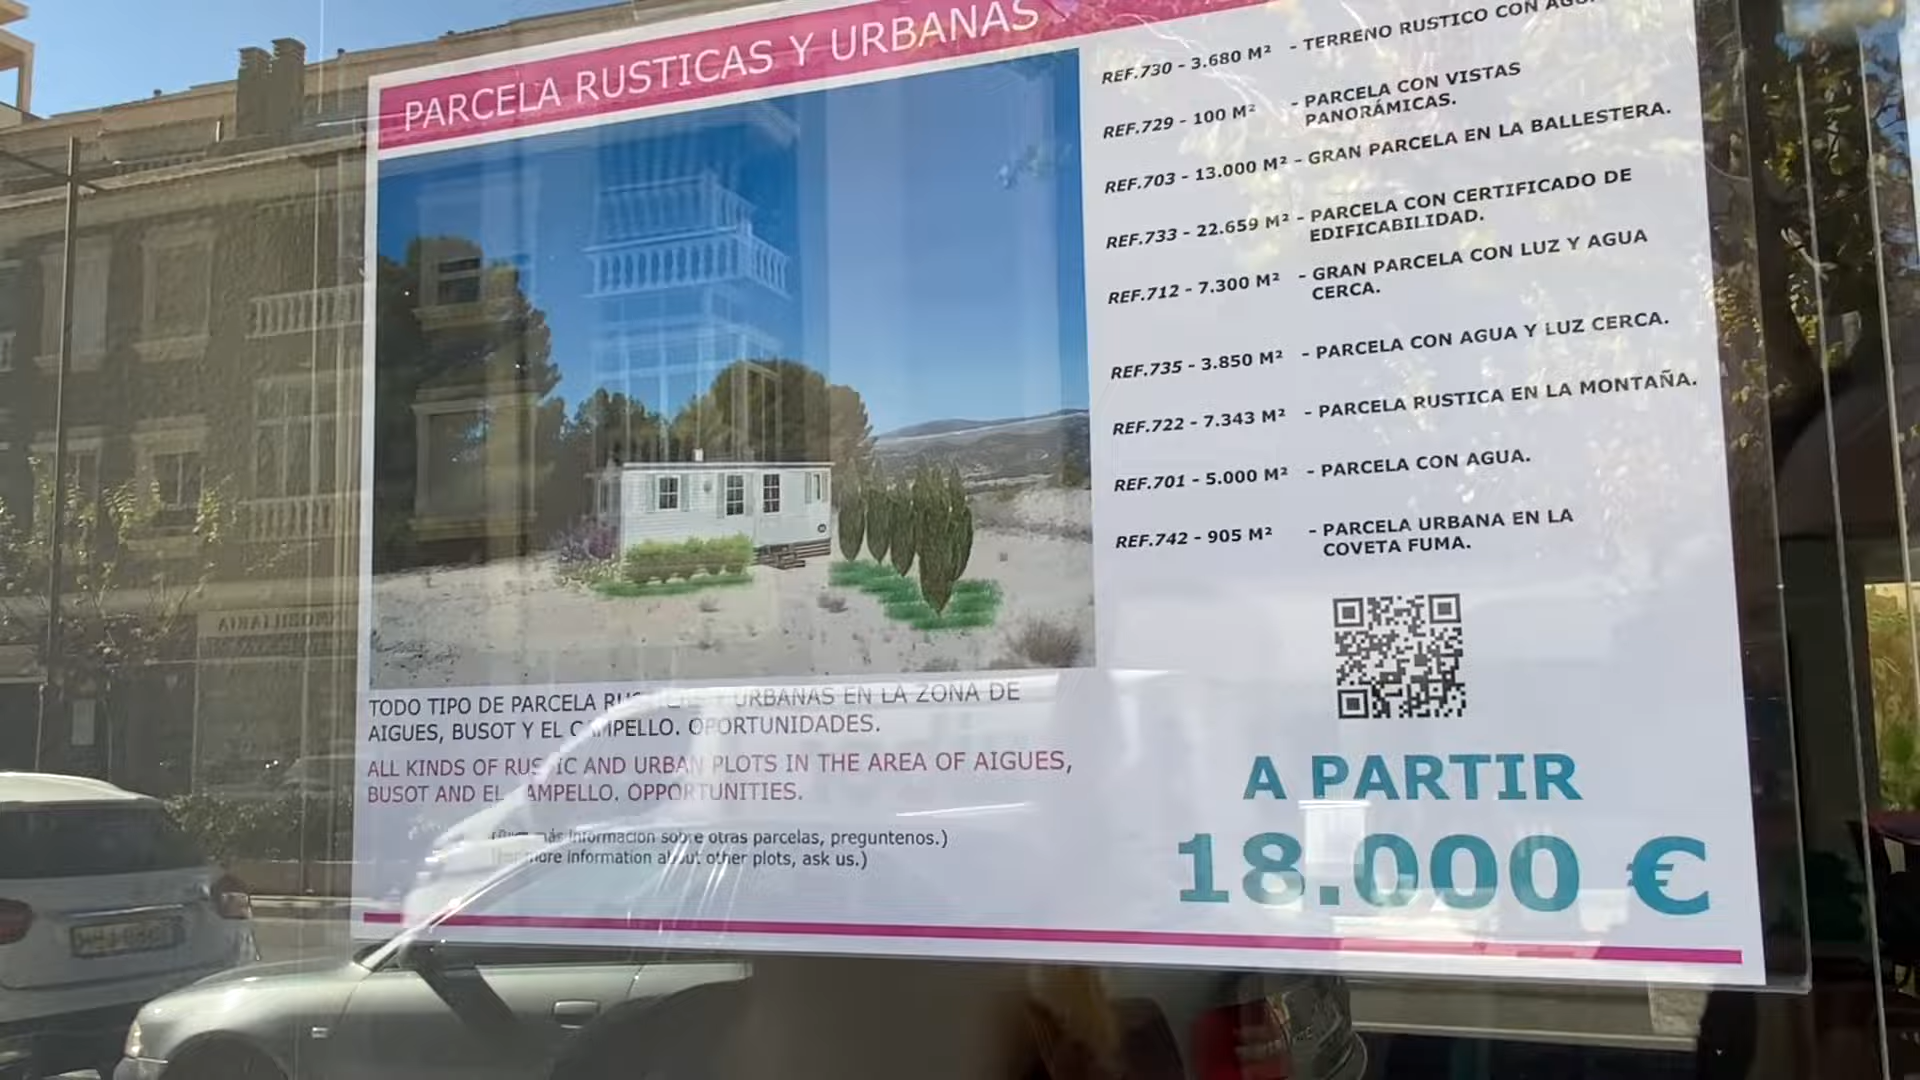 PARCELA RUSTICAS Y URBANAS
REF.730 - 3.680 M² - TERRENO RUSTICO CON
REF.729 - 100 M² - PARCELA CON VISTAS
PANORÁMICAS.
REF.703 - 13.000 M² - GRAN PARCELA EN LA BALLESTERA.
REF.733 - 22.659 M² - PARCELA CON CERTIFICADO DE
EDIFICABILIDAD.
REF.712 - 7.300 M² - GRAN PARCELA CON LUZ Y AGUA
CERCA.
REF.735 - 3.850 M² - PARCELA CON AGUA Y LUZ CERCA.
REF.722 - 7.343 M² - PARCELA RUSTICA EN LA MONTAÑA.
REF.701 - 5.000 M² - PARCELA CON AGUA.
REF.742 - 905 M² - PARCELA URBANA EN LA
COVETA FUMA.
TODO TIPO DE PARCELA Y URBANAS EN LA ZONA DE
AIGUES, BUSOT Y EL CAMPELLO. OPORTUNIDADES.
ALL KINDS OF RUSTIC AND URBAN PLOTS IN THE AREA OF AIGUES,
BUSOT AND EL CAMPELLO. OPPORTUNITIES.
más información sobre otras parcelas, preguntenos.)
more information about other plots, ask us.)
A PARTIR
18.000 €